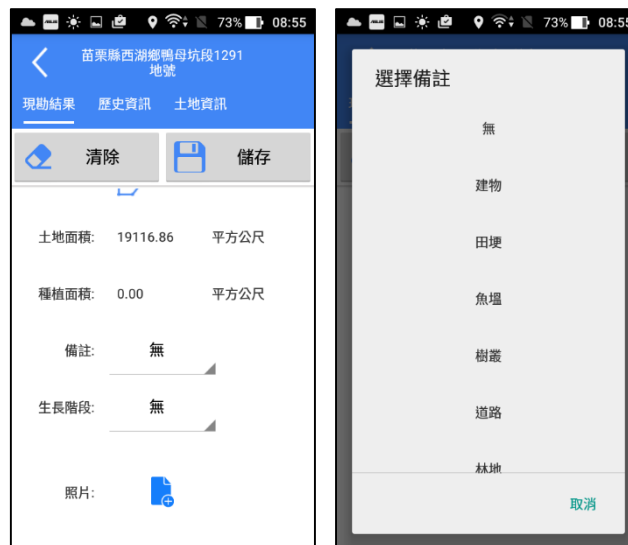 73% 08:55
苗栗縣西湖鄉鴨母坑段1291
地號
現勘結果 歷史資訊 土地資訊
清除 儲存
土地面積: 19116.86 平方公尺
種植面積: 0.00 平方公尺
備註: 無
生長階段: 無
照片:
73% 08:55
選擇備註
無
建物
田埂
魚塭
樹叢
道路
林地
取消